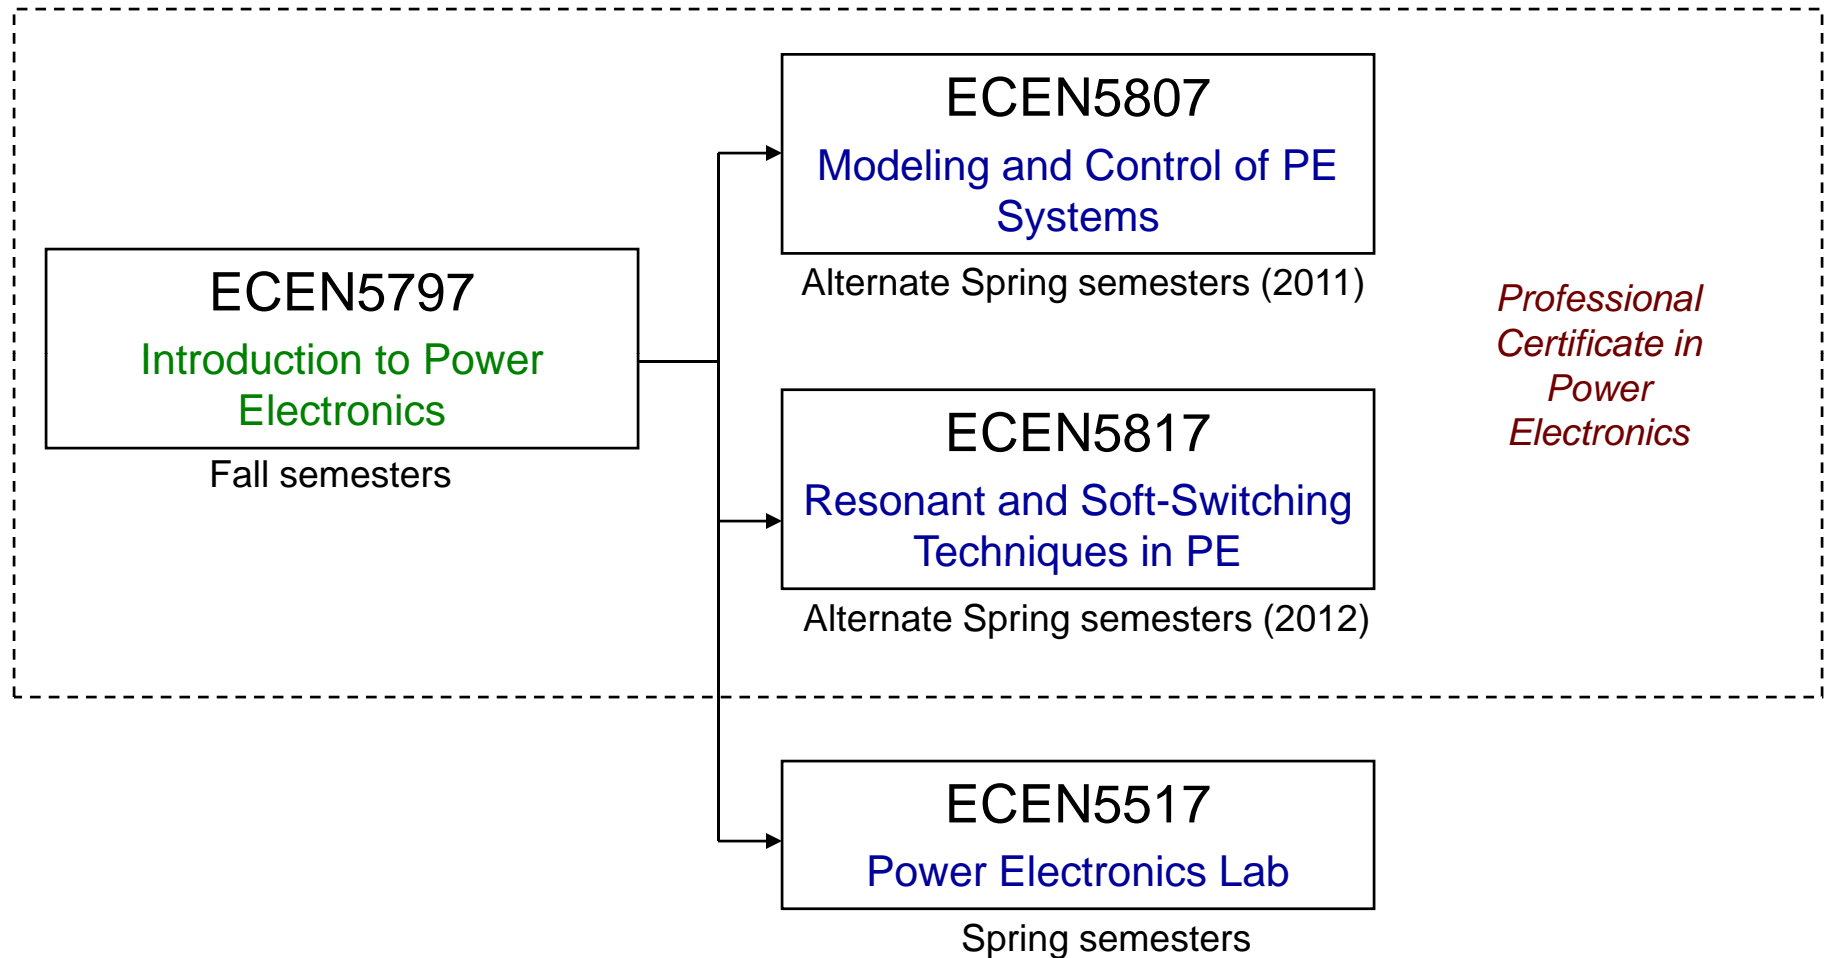 ECEN5797
Introduction to Power
Electronics
Fall semesters
ECEN5807
Modeling and Control of PE
Systems
Alternate Spring semesters (2011)
ECEN5817
Resonant and Soft-Switching
Techniques in PE
Alternate Spring semesters (2012)
ECEN5517
Power Electronics Lab
Spring semesters
Professional
Certificate in
Power
Electronics